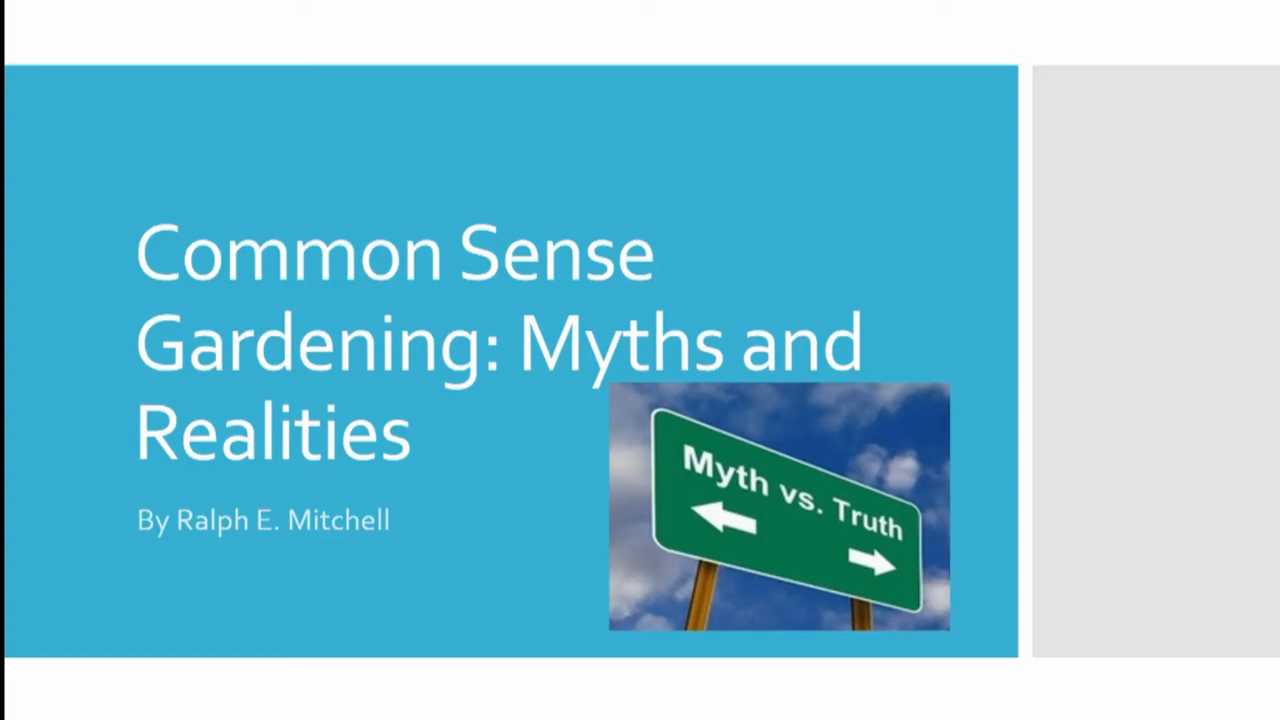 Common Sense
Gardening: Myths and
Realities
By Ralph E. Mitchell
Myth vs. Truth